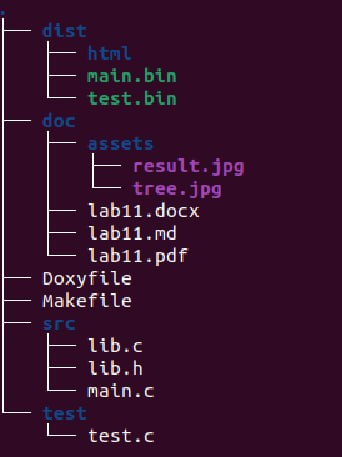 .
dist
html
main.bin
test.bin
doc
assets
result.jpg
tree.jpg
lab11.docx
lab11.md
lab11.pdf
Doxyfile
Makefile
src
lib.c
lib.h
main.c
test
test.c